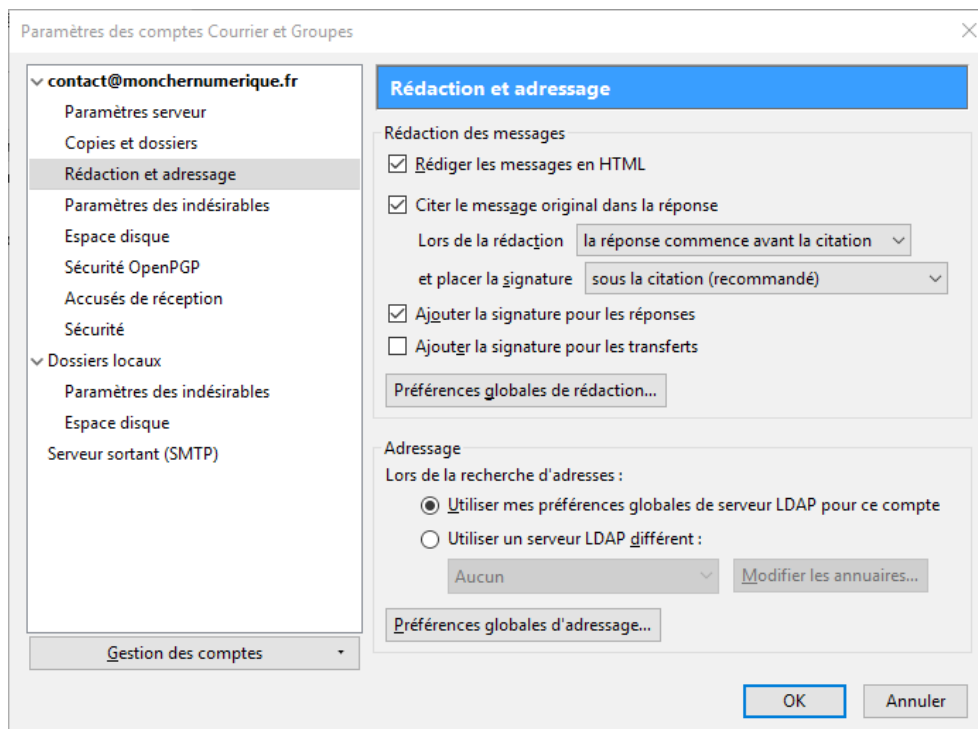 Paramètres des comptes Courrier et Groupes
contact@monchernumerique.fr
Paramètres serveur
Copies et dossiers
Rédaction et adressage
Paramètres des indésirables
Espace disque
Sécurité OpenPGP
Accusés de réception
Sécurité
Dossiers locaux
Paramètres des indésirables
Espace disque
Serveur sortant (SMTP)
Gestion des comptes
Rédaction et adressage
Rédaction des messages
Rédiger les messages en HTML
Citer le message original dans la réponse
Lors de la rédaction la réponse commence avant la citation
et placer la signature sous la citation (recommandé)
Ajouter la signature pour les réponses
Ajouter la signature pour les transferts
Préférences globales de rédaction...
Adressage
Lors de la recherche d'adresses :
Utiliser mes préférences globales de serveur LDAP pour ce compte
Utiliser un serveur LDAP différent :
Aucun Modifier les annuaires...
Préférences globales d'adressage...
OK Annuler